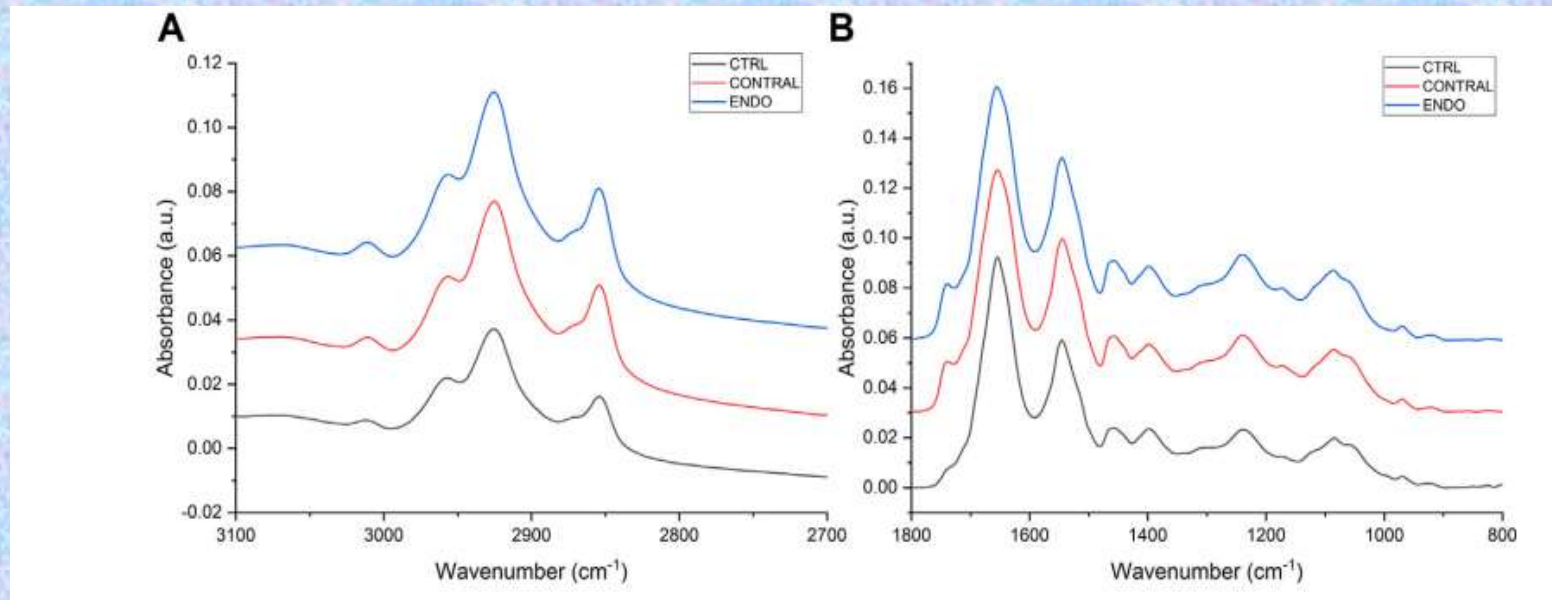 A
B
CTRL
CONTRAL
ENDO
0.12
0.10
0.08
0.06
0.04
0.02
0.00
-0.02
Absorbance (a.u.)
3100
3000
2900
2800
2700
Wavenumber (cm-1)
CTRL
CONTRAL
ENDO
0.16
0.14
0.12
0.10
0.08
0.06
0.04
0.02
0.00
Absorbance (a.u.)
1800
1600
1400
1200
1000
800
Wavenumber (cm-1)